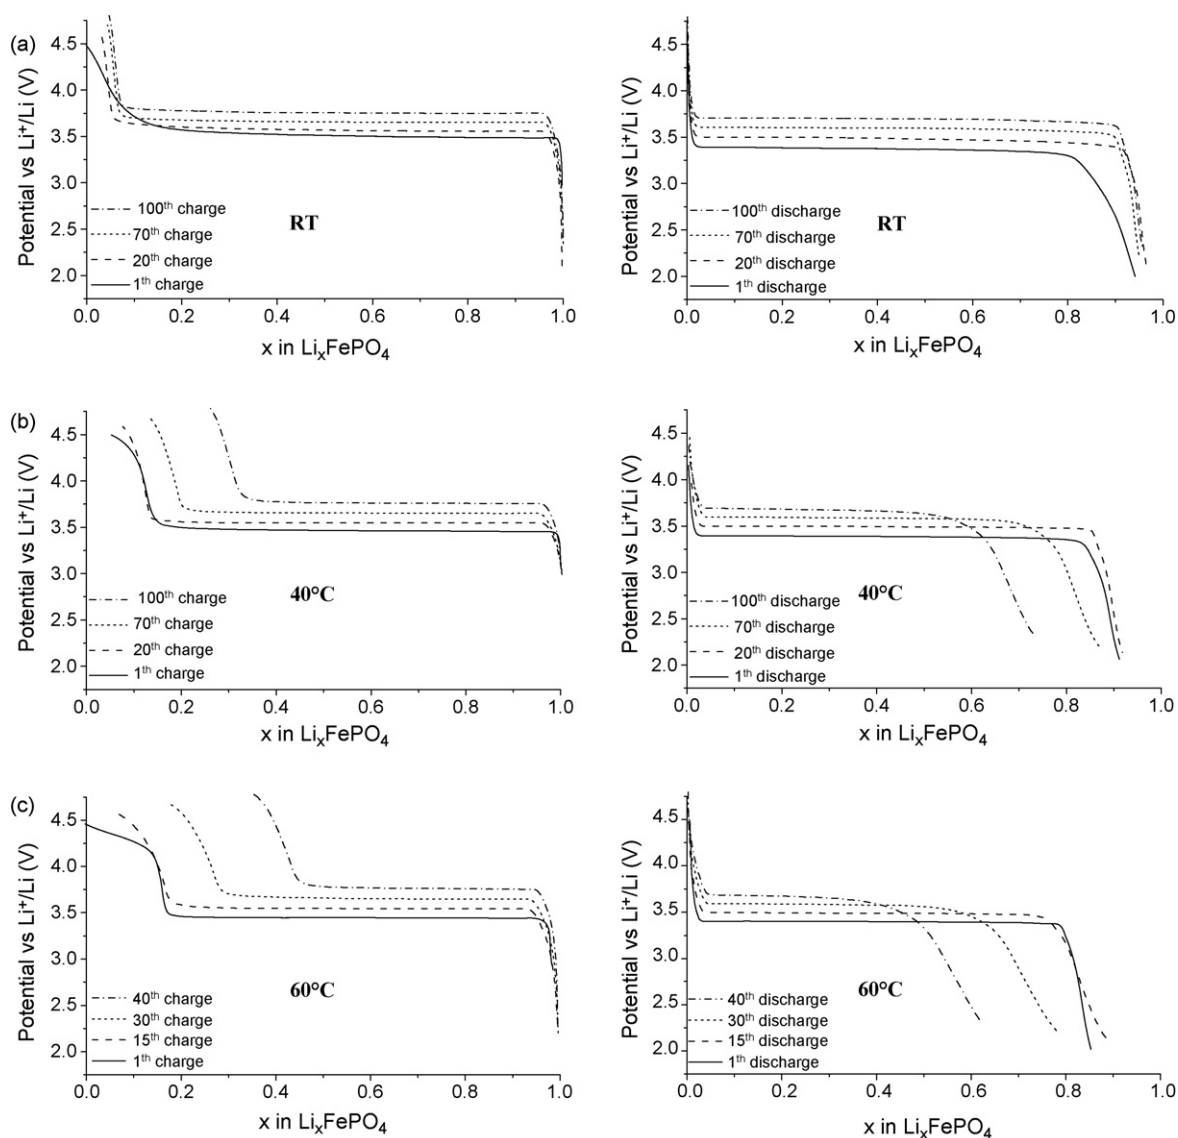 (a)
Potential vs Li⁺/Li (V)
4.5
4.0
3.5
3.0
2.5
2.0
100ᵗʰ charge
70ᵗʰ charge
20ᵗʰ charge
1ᵗʰ charge
RT
0.0 0.2 0.4 0.6 0.8 1.0
x in LiₓFePO₄
Potential vs Li⁺/Li (V)
4.5
4.0
3.5
3.0
2.5
2.0
100ᵗʰ discharge
70ᵗʰ discharge
20ᵗʰ discharge
1ᵗʰ discharge
RT
0.0 0.2 0.4 0.6 0.8 1.0
x in LiₓFePO₄
(b)
Potential vs Li⁺/Li (V)
4.5
4.0
3.5
3.0
2.5
2.0
100ᵗʰ charge
70ᵗʰ charge
20ᵗʰ charge
1ᵗʰ charge
40°C
0.0 0.2 0.4 0.6 0.8 1.0
x in LiₓFePO₄
Potential vs Li⁺/Li (V)
4.5
4.0
3.5
3.0
2.5
2.0
100ᵗʰ discharge
70ᵗʰ discharge
20ᵗʰ discharge
1ᵗʰ discharge
40°C
0.0 0.2 0.4 0.6 0.8 1.0
x in LiₓFePO₄
(c)
Potential vs Li⁺/Li (V)
4.5
4.0
3.5
3.0
2.5
2.0
40ᵗʰ charge
30ᵗʰ charge
15ᵗʰ charge
1ᵗʰ charge
60°C
0.0 0.2 0.4 0.6 0.8 1.0
x in LiₓFePO₄
Potential vs Li⁺/Li (V)
4.5
4.0
3.5
3.0
2.5
2.0
40ᵗʰ discharge
30ᵗʰ discharge
15ᵗʰ discharge
1ᵗʰ discharge
60°C
0.0 0.2 0.4 0.6 0.8 1.0
x in LiₓFePO₄